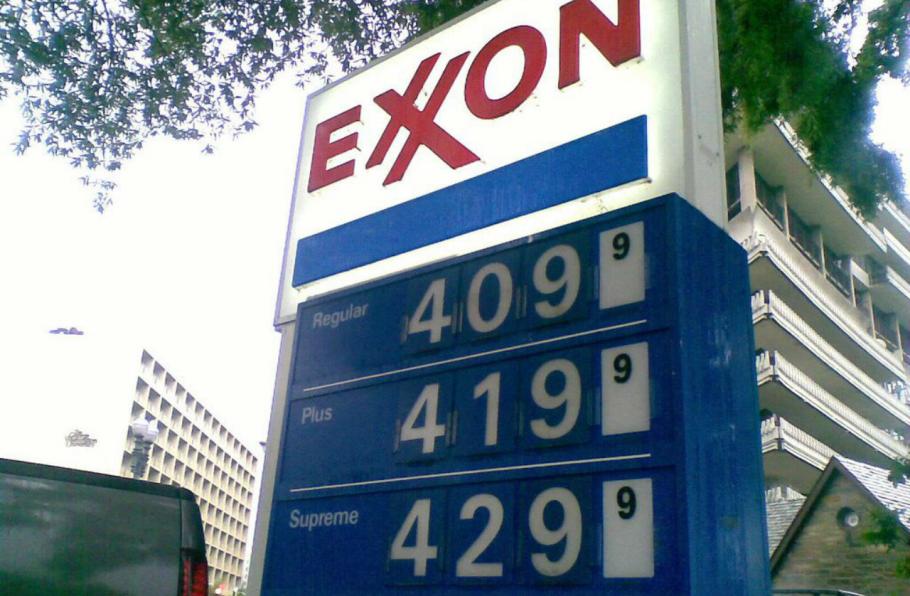 EXXON
Regular 409 9
Plus 419 9
Supreme 429 9